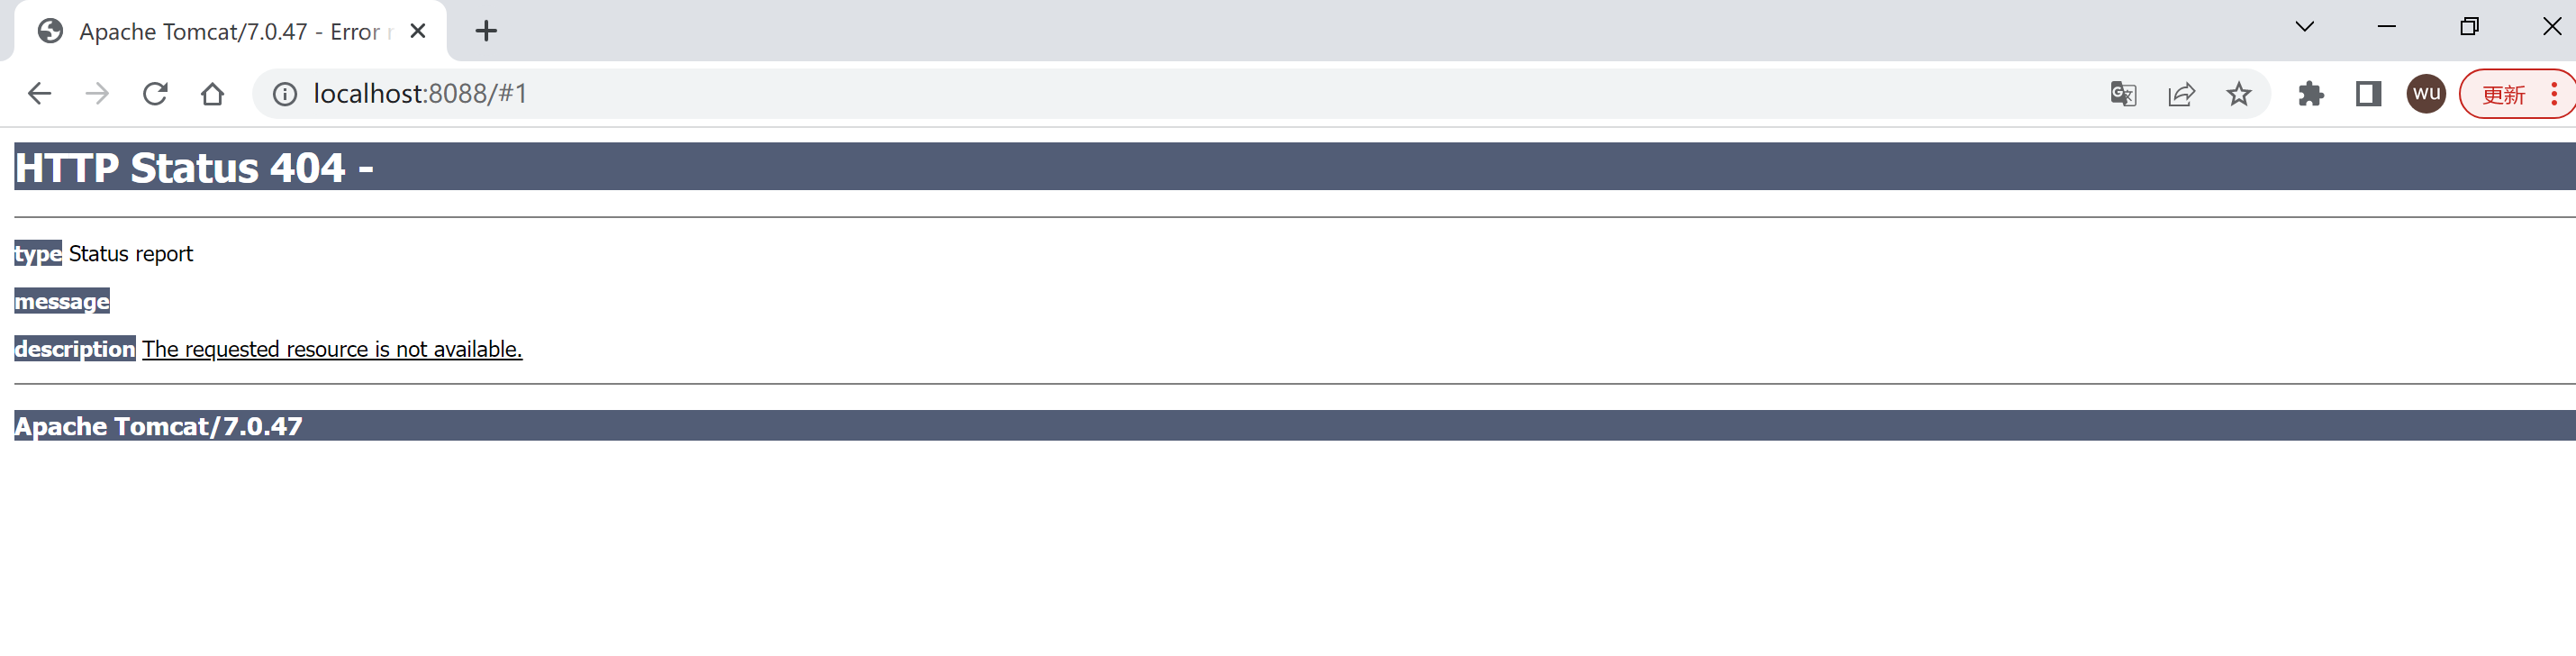 Apache Tomcat/7.0.47 - Error r
localhost:8088/#1
wu
更新
HTTP Status 404 -
type Status report
message
description The requested resource is not available.
Apache Tomcat/7.0.47